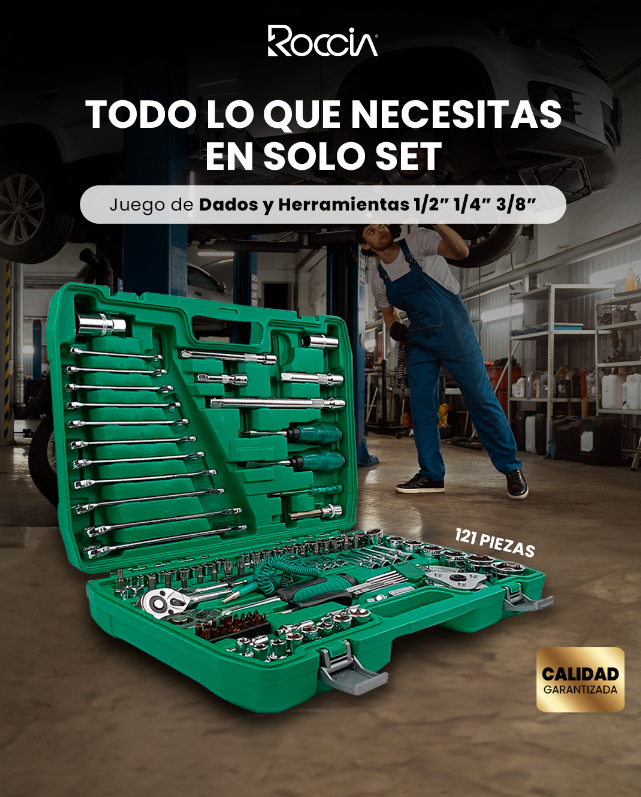 Roccia
TODO LO QUE NECESITAS
EN SOLO SET
Juego de Dados y Herramientas 1/2” 1/4” 3/8”
121 PIEZAS
CALIDAD
GARANTIZADA